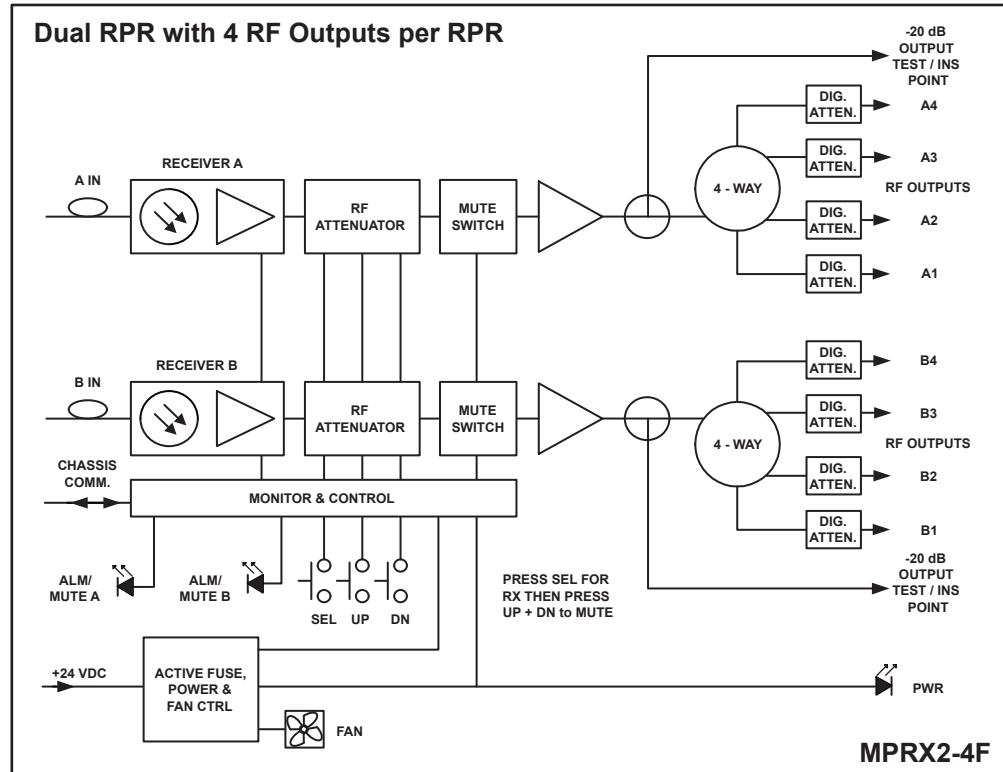 Dual RPR with 4 RF Outputs per RPR
-20 dB
OUTPUT
TEST / INS
POINT
DIG.
ATTEN.
A4
RECEIVER A
DIG.
ATTEN.
A3
A IN
RF
ATTENUATOR
MUTE
SWITCH
4 - WAY
RF OUTPUTS
DIG.
ATTEN.
A2
DIG.
ATTEN.
A1
RECEIVER B
DIG.
ATTEN.
B4
B IN
RF
ATTENUATOR
MUTE
SWITCH
DIG.
ATTEN.
B3
4 - WAY
RF OUTPUTS
CHASSIS
COMM.
MONITOR & CONTROL
DIG.
ATTEN.
B2
DIG.
ATTEN.
B1
ALM/
MUTE A
ALM/
MUTE B
SEL
UP
DN
PRESS SEL FOR
RX THEN PRESS
UP + DN to MUTE
-20 dB
OUTPUT
TEST / INS
POINT
+24 VDC
ACTIVE FUSE,
POWER &
FAN CTRL
PWR
FAN
MPRX2-4F